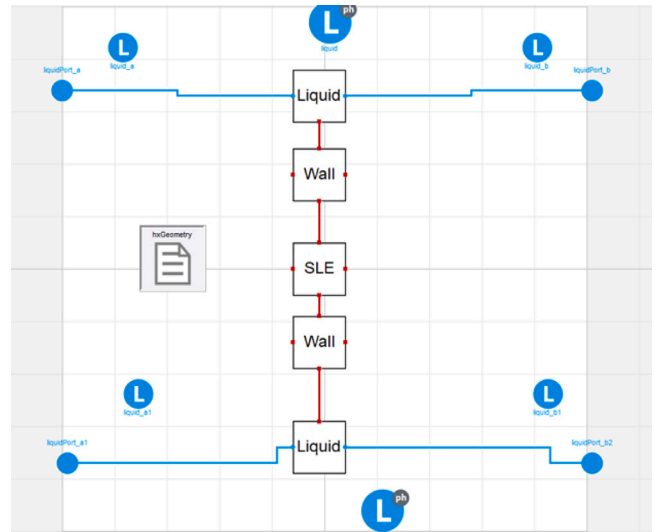 L ph
liquid
L
liquid_a
L
liquid_b
liquidPort_a
liquidPort_b
Liquid
Wall
hxGeometry
SLE
Wall
L
liquid_a1
L
liquid_b1
liquidPort_a1
Liquid
liquidPort_b2
L ph